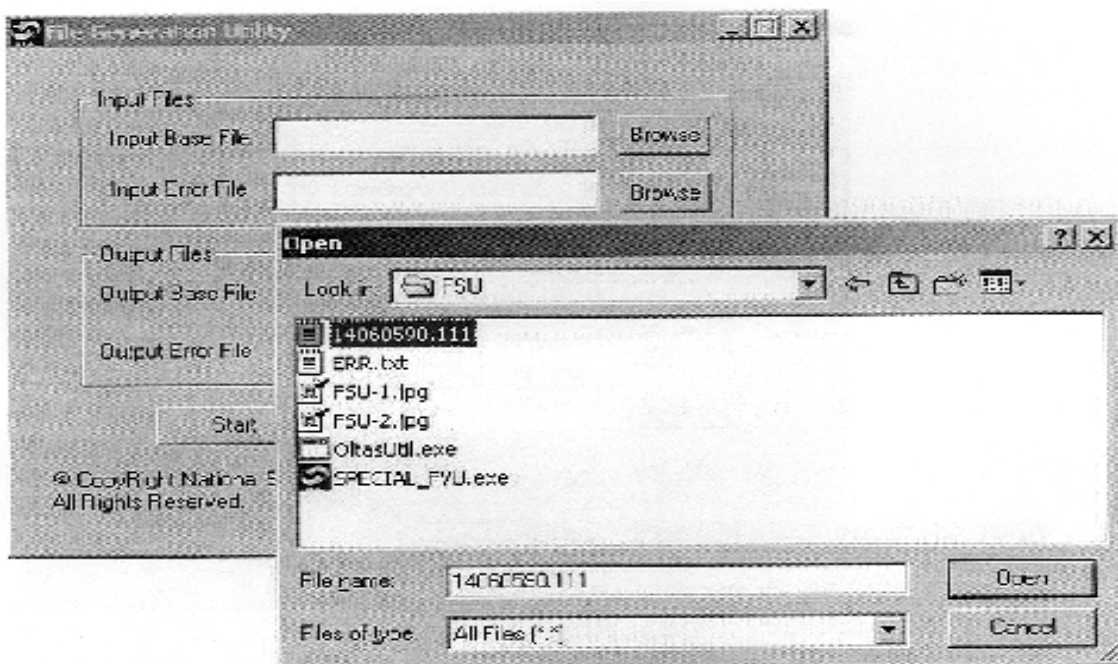 File Generation Utility
Input Files
Input Base File
Browse
Input Error File
Browse
Output Files
Output Base File
Output Error File
Start
© CopyRight National S
All Rights Reserved.
Open
Look in:
FSU
14060590.111
ERR.txt
FSU-1.jpg
FSU-2.jpg
OltasUtil.exe
SPECIAL_FVU.exe
File name:
14060590.111
Open
Files of type
All Files (*.*)
Cancel